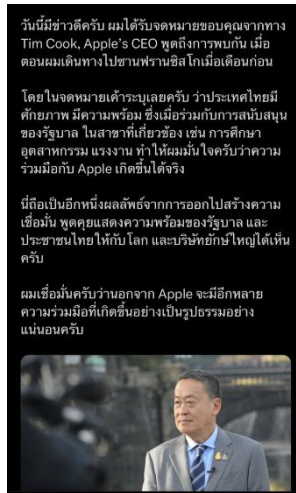 วันนี้มีข่าวดีครับ ผมได้รับจดหมายขอบคุณจากทาง
Tim Cook, Apple's CEO พูดถึงการพบกัน เมื่อ
ตอนผมเดินทางไปซานฟรานซิสโกเมื่อเดือนก่อน
โดยในจดหมายเค้าระบุเลยครับ ว่าประเทศไทยมี
ศักยภาพ มีความพร้อม ซึ่งเมื่อร่วมกับการสนับสนุน
ของรัฐบาล ในสาขาที่เกี่ยวข้อง เช่น การศึกษา
อุตสาหกรรม แรงงาน ทำให้ผมมั่นใจครับว่าความ
ร่วมมือกับ Apple เกิดขึ้นได้จริง
นี่ถือเป็นอีกหนึ่งผลลัพธ์จากการออกไปสร้างความ
เชื่อมั่น พูดคุยแสดงความพร้อมของรัฐบาล และ
ประชาชนไทยให้กับโลก และบริษัทยักษ์ใหญ่ได้เห็น
ครับ
ผมเชื่อมั่นครับว่านอกจาก Apple จะมีอีกหลาย
ความร่วมมือที่เกิดขึ้นอย่างเป็นรูปธรรมอย่าง
แน่นอนครับ